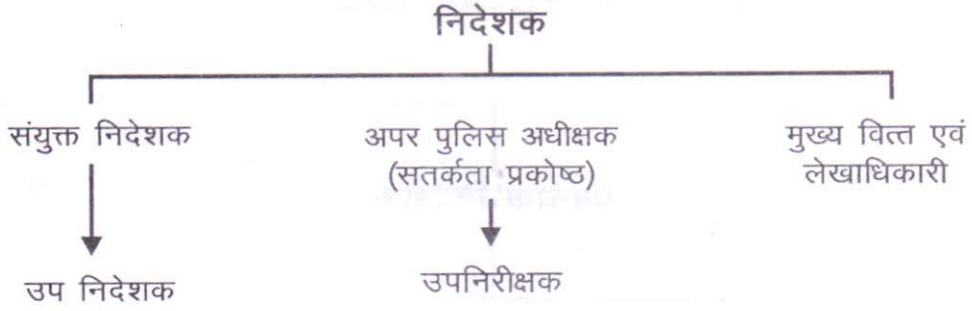 निदेशक
संयुक्त निदेशक
अपर पुलिस अधीक्षक
(सतर्कता प्रकोष्ठ)
मुख्य वित्त एवं
लेखाधिकारी
उप निदेशक
उपनिरीक्षक